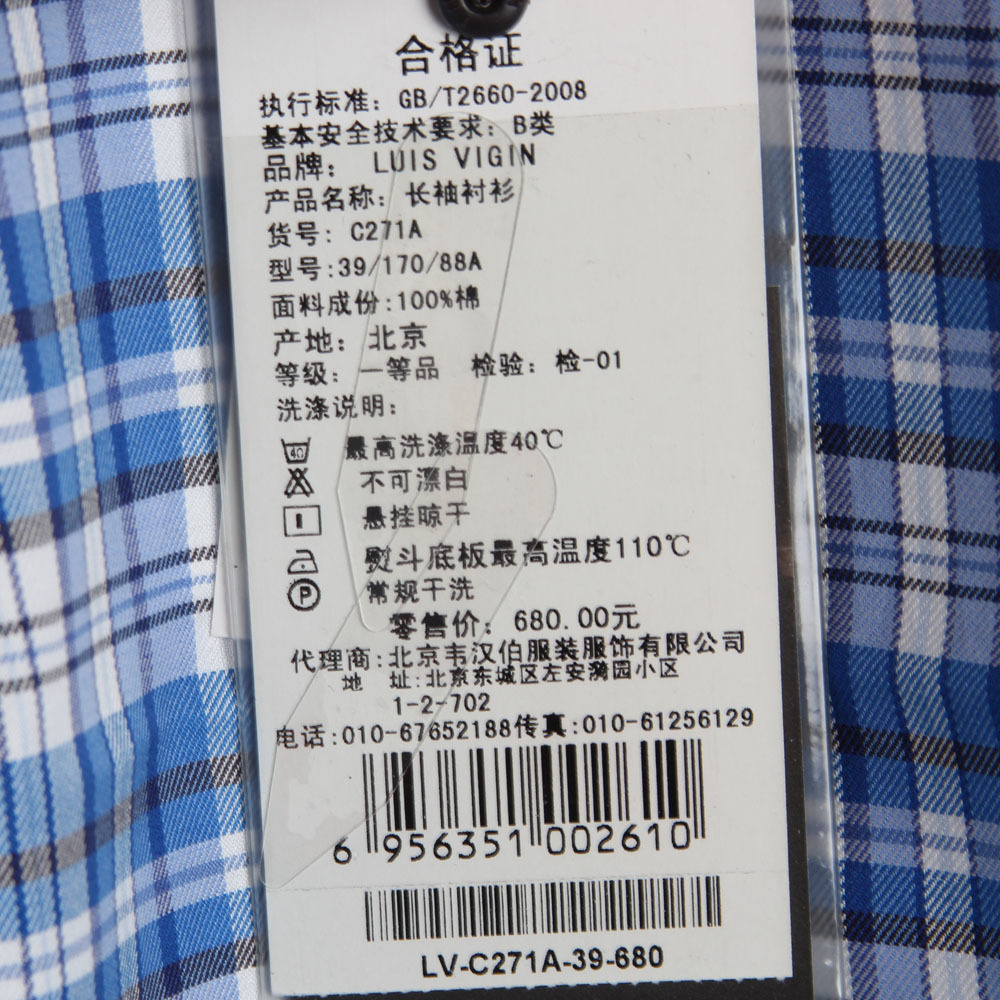 合格证
执行标准：GB/T2660-2008
基本安全技术要求：B类
品牌： LUIS VIGIN
产品名称：长袖衬衫
货号：C271A
型号:39/170/88A
面料成份:100%棉
产地： 北京
等级： 一等品 检验：检-01
洗涤说明：
40 最高洗涤温度40℃
不可漂白
悬挂晾干
熨斗底板最高温度110℃
P 常规干洗
零售价：680.00元
代理商:北京韦汉伯服装服饰有限公司
地 址:北京东城区左安漪园小区
1-2-702
电话:010-67652188传真:010-61256129
6 956351 002610
LV-C271A-39-680